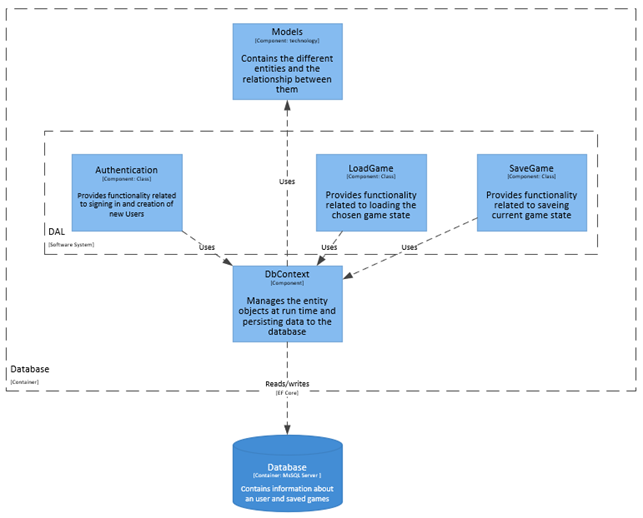 Models
[Component: technology]
Contains the different
entities and the
relationship between
them
Uses
Authentication
[Component: Class]
Provides functionality related
to signing in and creation of
new Users
LoadGame
[Component: Class]
Provides functionality
related to loading the
chosen game state
SaveGame
[Component: Class]
Provides functionality
related to saveing
current game state
DAL
[Software System]
Uses
Uses
Uses
DbContext
[Component]
Manages the entity
objects at run time and
persisting data to the
database
Database
[Container]
Reads/writes
[EF Core]
Database
[Container: MsSQL Server ]
Contains information about
an user and saved games